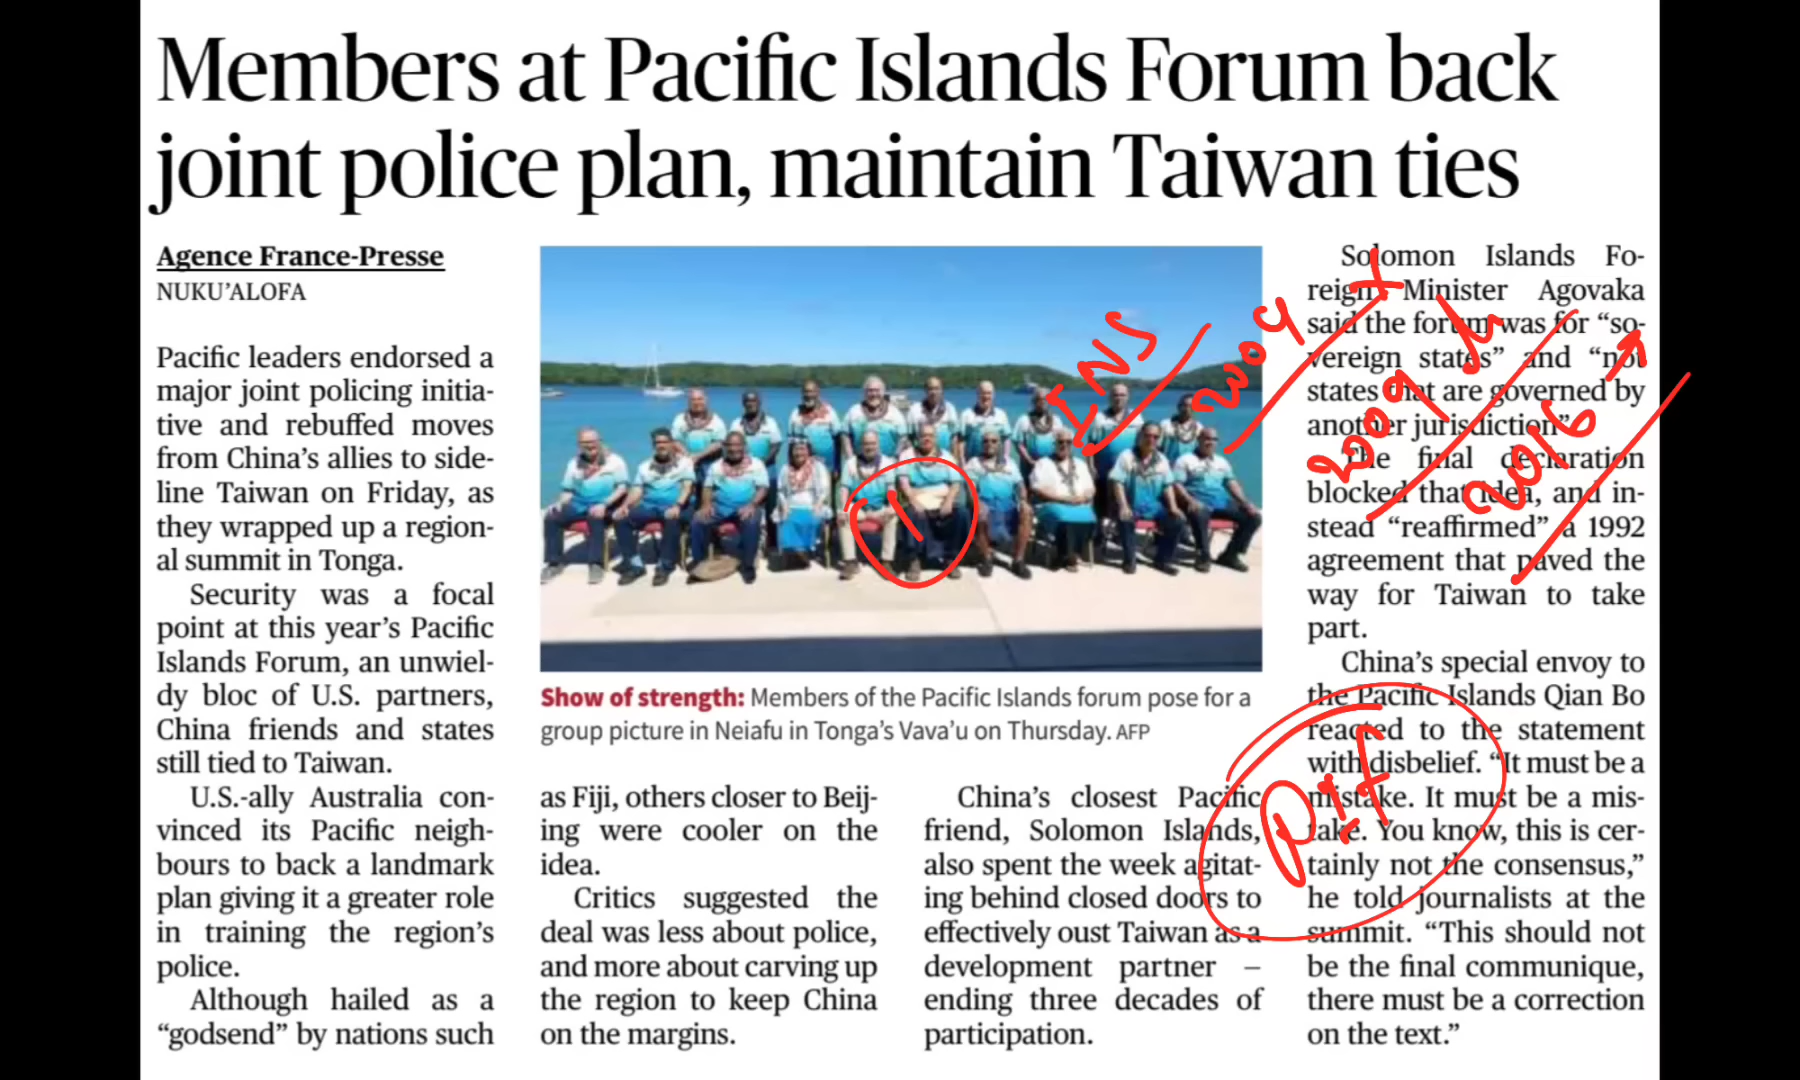 Members at Pacific Islands Forum back
joint police plan, maintain Taiwan ties
Agence France-Presse
NUKU'ALOFA
Pacific leaders endorsed a
major joint policing initia-
tive and rebuffed moves
from China's allies to side-
line Taiwan on Friday, as
they wrapped up a region-
al summit in Tonga.
Security was a focal
point at this year's Pacific
Islands Forum, an unwiel-
dy bloc of U.S. partners,
China friends and states
still tied to Taiwan.
U.S.-ally Australia con-
vinced its Pacific neigh-
bours to back a landmark
plan giving it a greater role
in training the region's
police.
Although hailed as a
“godsend” by nations such
Show of strength: Members of the Pacific Islands forum pose for a
group picture in Neiafu in Tonga's Vava'u on Thursday. AFP
as Fiji, others closer to Beij-
ing were cooler on the
idea.
Critics suggested the
deal was less about police,
and more about carving up
the region to keep China
on the margins.
China's closest Pacific
friend, Solomon Islands,
also spent the week agitat-
ing behind closed doors to
effectively oust Taiwan as a
development partner –
ending three decades of
participation.
Solomon Islands Fo-
reign Minister Agovaka
said the forum was for “so-
vereign states” and “not
states that are governed by
another jurisdiction”.
The final declaration
blocked that idea, and in-
stead “reaffirmed” a 1992
agreement that paved the
way for Taiwan to take
part.
China's special envoy to
the Pacific Islands Qian Bo
reacted to the statement
with disbelief. “It must be a
mistake. It must be a mis-
take. You know, this is cer-
tainly not the consensus,”
he told journalists at the
summit. “This should not
be the final communique,
there must be a correction
on the text.”
INS
2009
2016
PIF